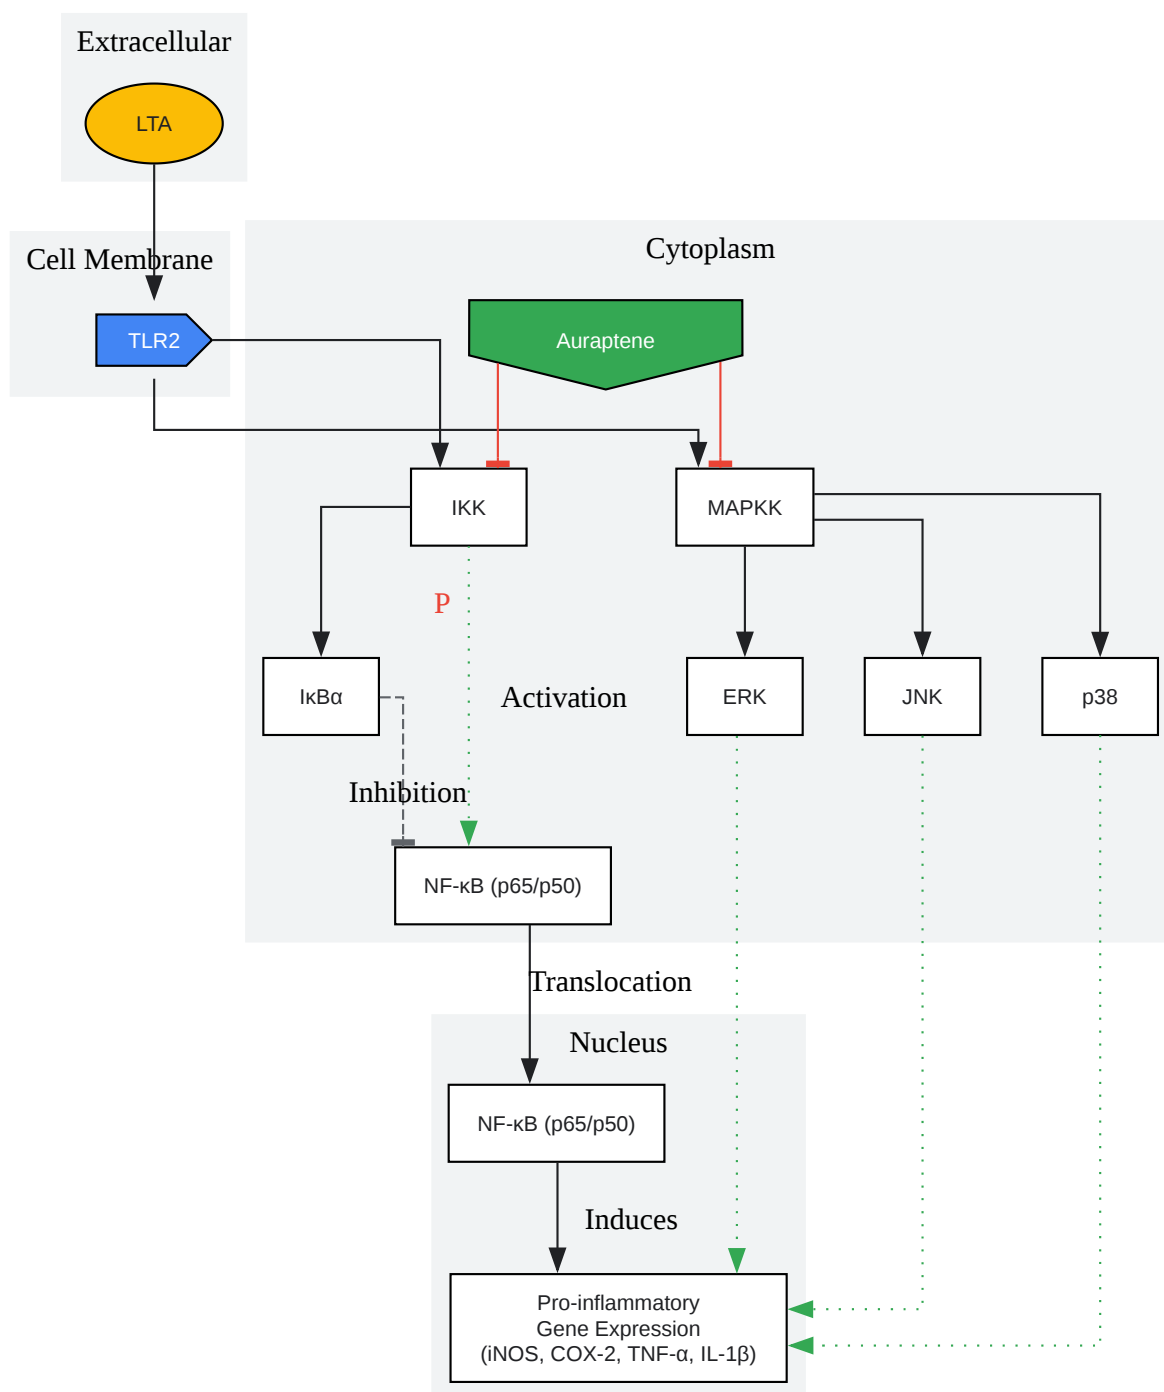 Extracellular
LTA
Cell Membrane
Cytoplasm
TLR2
Auraptene
IKK
MAPKK
P
IκBα
Activation
ERK
JNK
p38
Inhibition
NF-κB (p65/p50)
Translocation
Nucleus
NF-κB (p65/p50)
Induces
Pro-inflammatory
Gene Expression
(iNOS, COX-2, TNF-α, IL-1β)